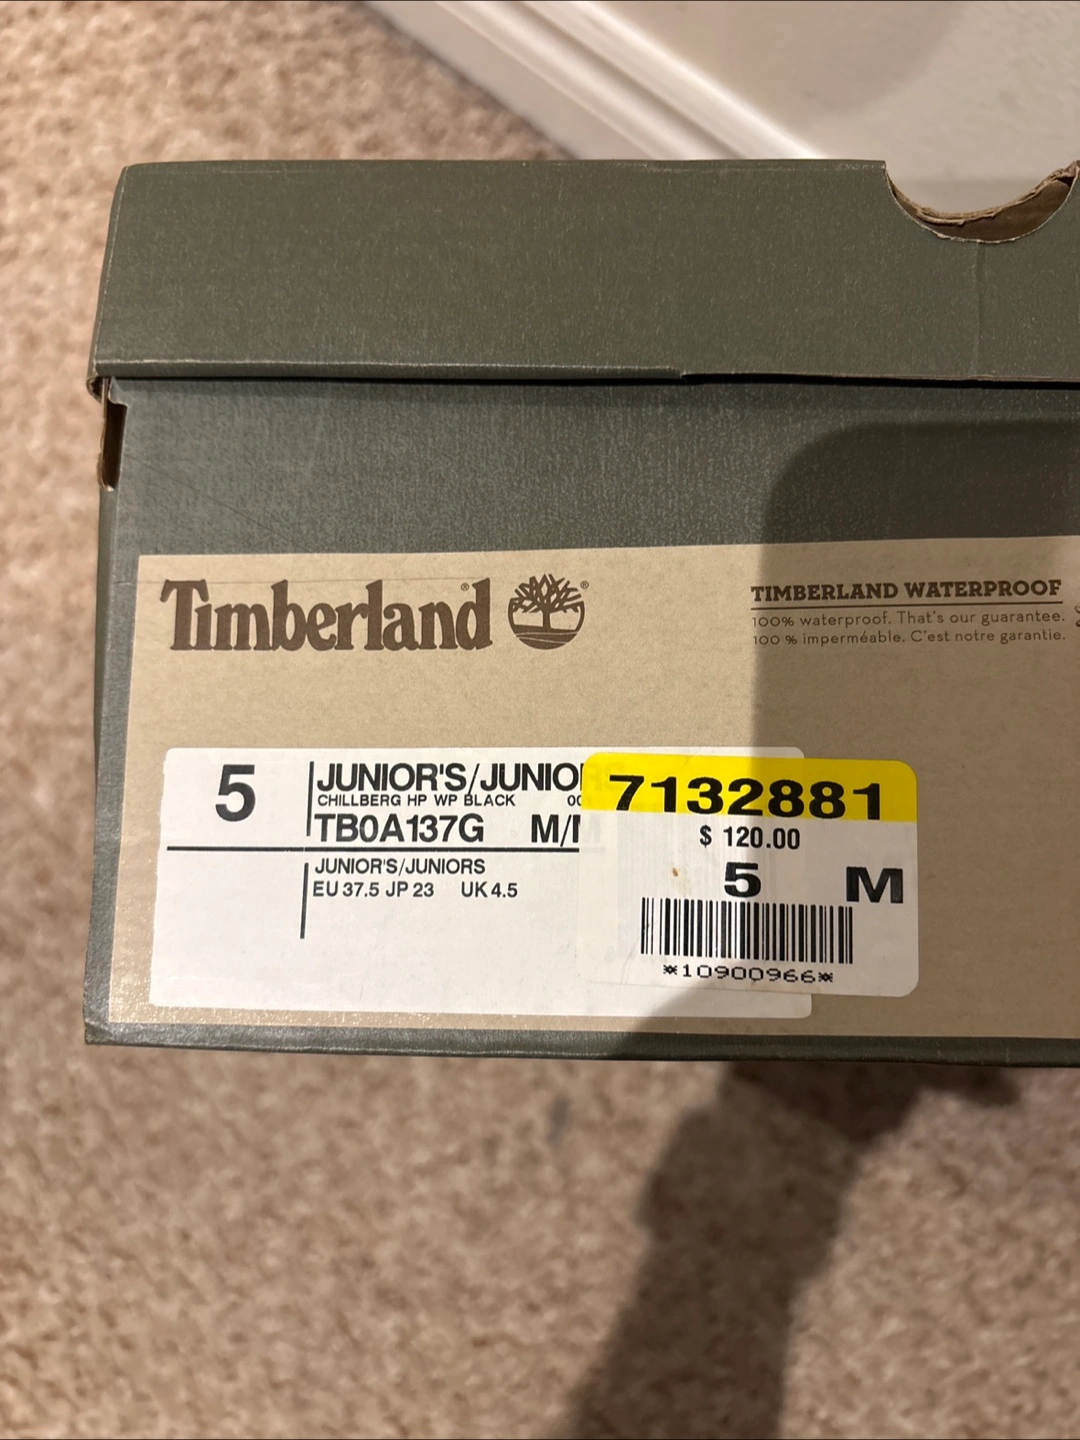 Timberland
TIMBERLAND WATERPROOF
100% waterproof. That's our guarantee.
100 % imperméable. C'est notre garantie.
5
JUNIOR'S/JUNIO
CHILLBERG HP WP BLACK
TB0A137G M/
JUNIOR'S/JUNIORS
EU 37.5 JP 23 UK 4.5
7132881
$ 120.00
5 M
*10900966*